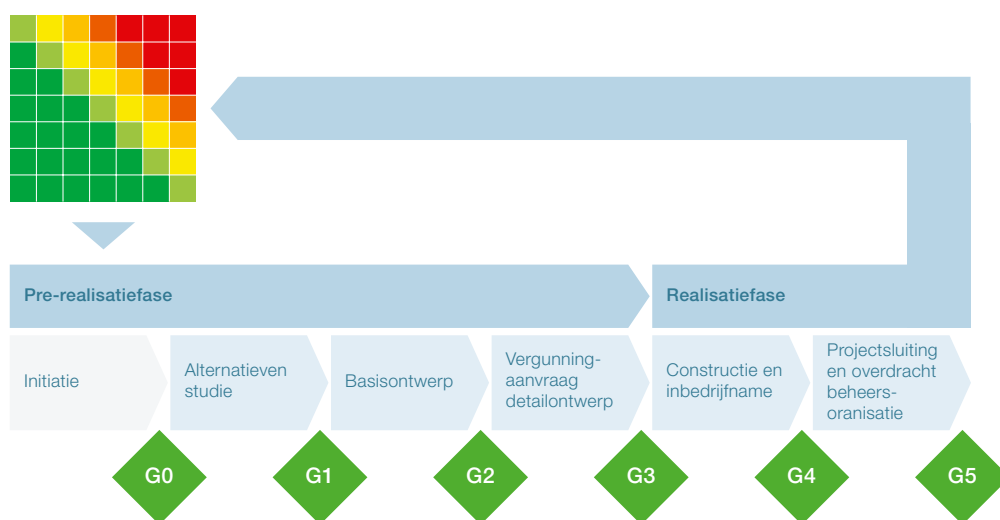 Pre-realisatiefase
Realisatiefase
Initiatie
Alternatieven
studie
Basisontwerp
Vergunning-
aanvraag
detailontwerp
Constructie en
inbedrijfname
Projectsluiting
en overdracht
beheers-
oranisatie
G0
G1
G2
G3
G4
G5